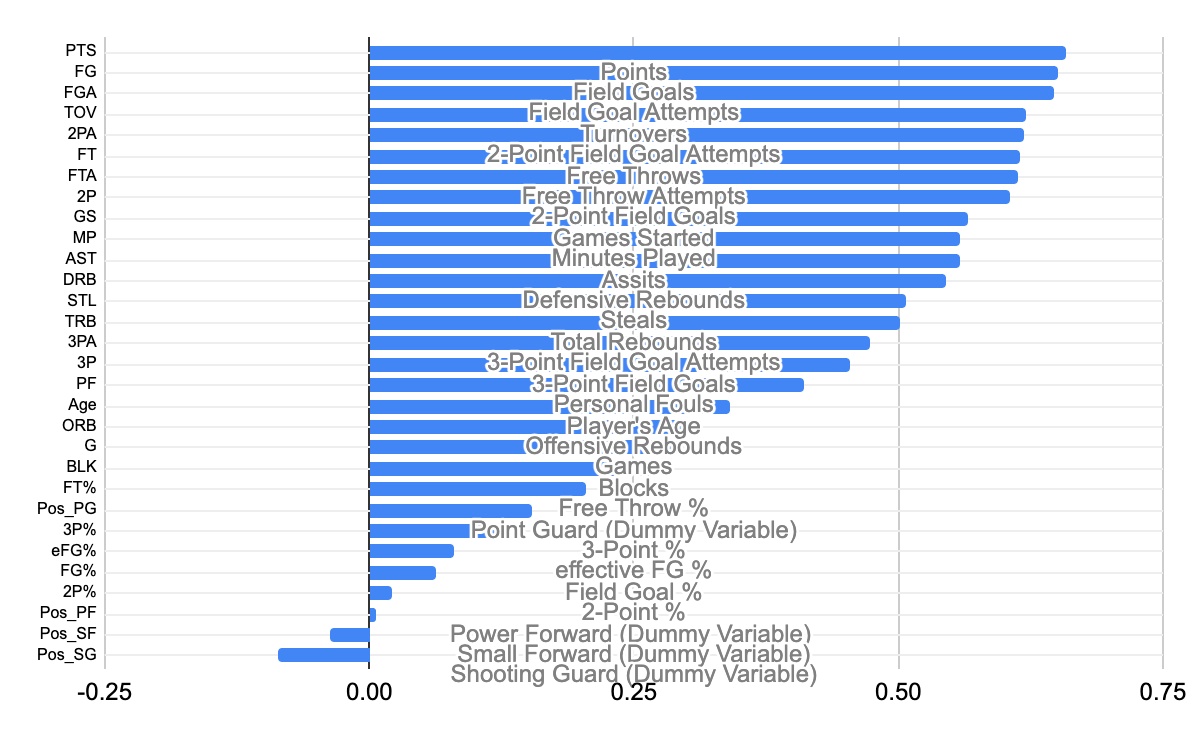 PTS
FG
Points
FGA
Field Goals
TOV
Field Goal Attempts
2PA
Turnovers
FT
2-Point Field Goal Attempts
FTA
Free Throws
2P
Free Throw Attempts
GS
2-Point Field Goals
MP
Games Started
AST
Minutes Played
DRB
Assits
STL
Defensive Rebounds
TRB
Steals
3PA
Total Rebounds
3P
3-Point Field Goal Attempts
PF
3-Point Field Goals
Age
Personal Fouls
ORB
Player's Age
G
Offensive Rebounds
BLK
Games
FT%
Blocks
Pos_PG
Free Throw %
3P%
Point Guard (Dummy Variable)
eFG%
3-Point %
FG%
effective FG %
2P%
Field Goal %
Pos_PF
2-Point %
Pos_SF
Power Forward (Dummy Variable)
Pos_SG
Small Forward (Dummy Variable)
Shooting Guard (Dummy Variable)
-0.25 0.00 0.25 0.50 0.75